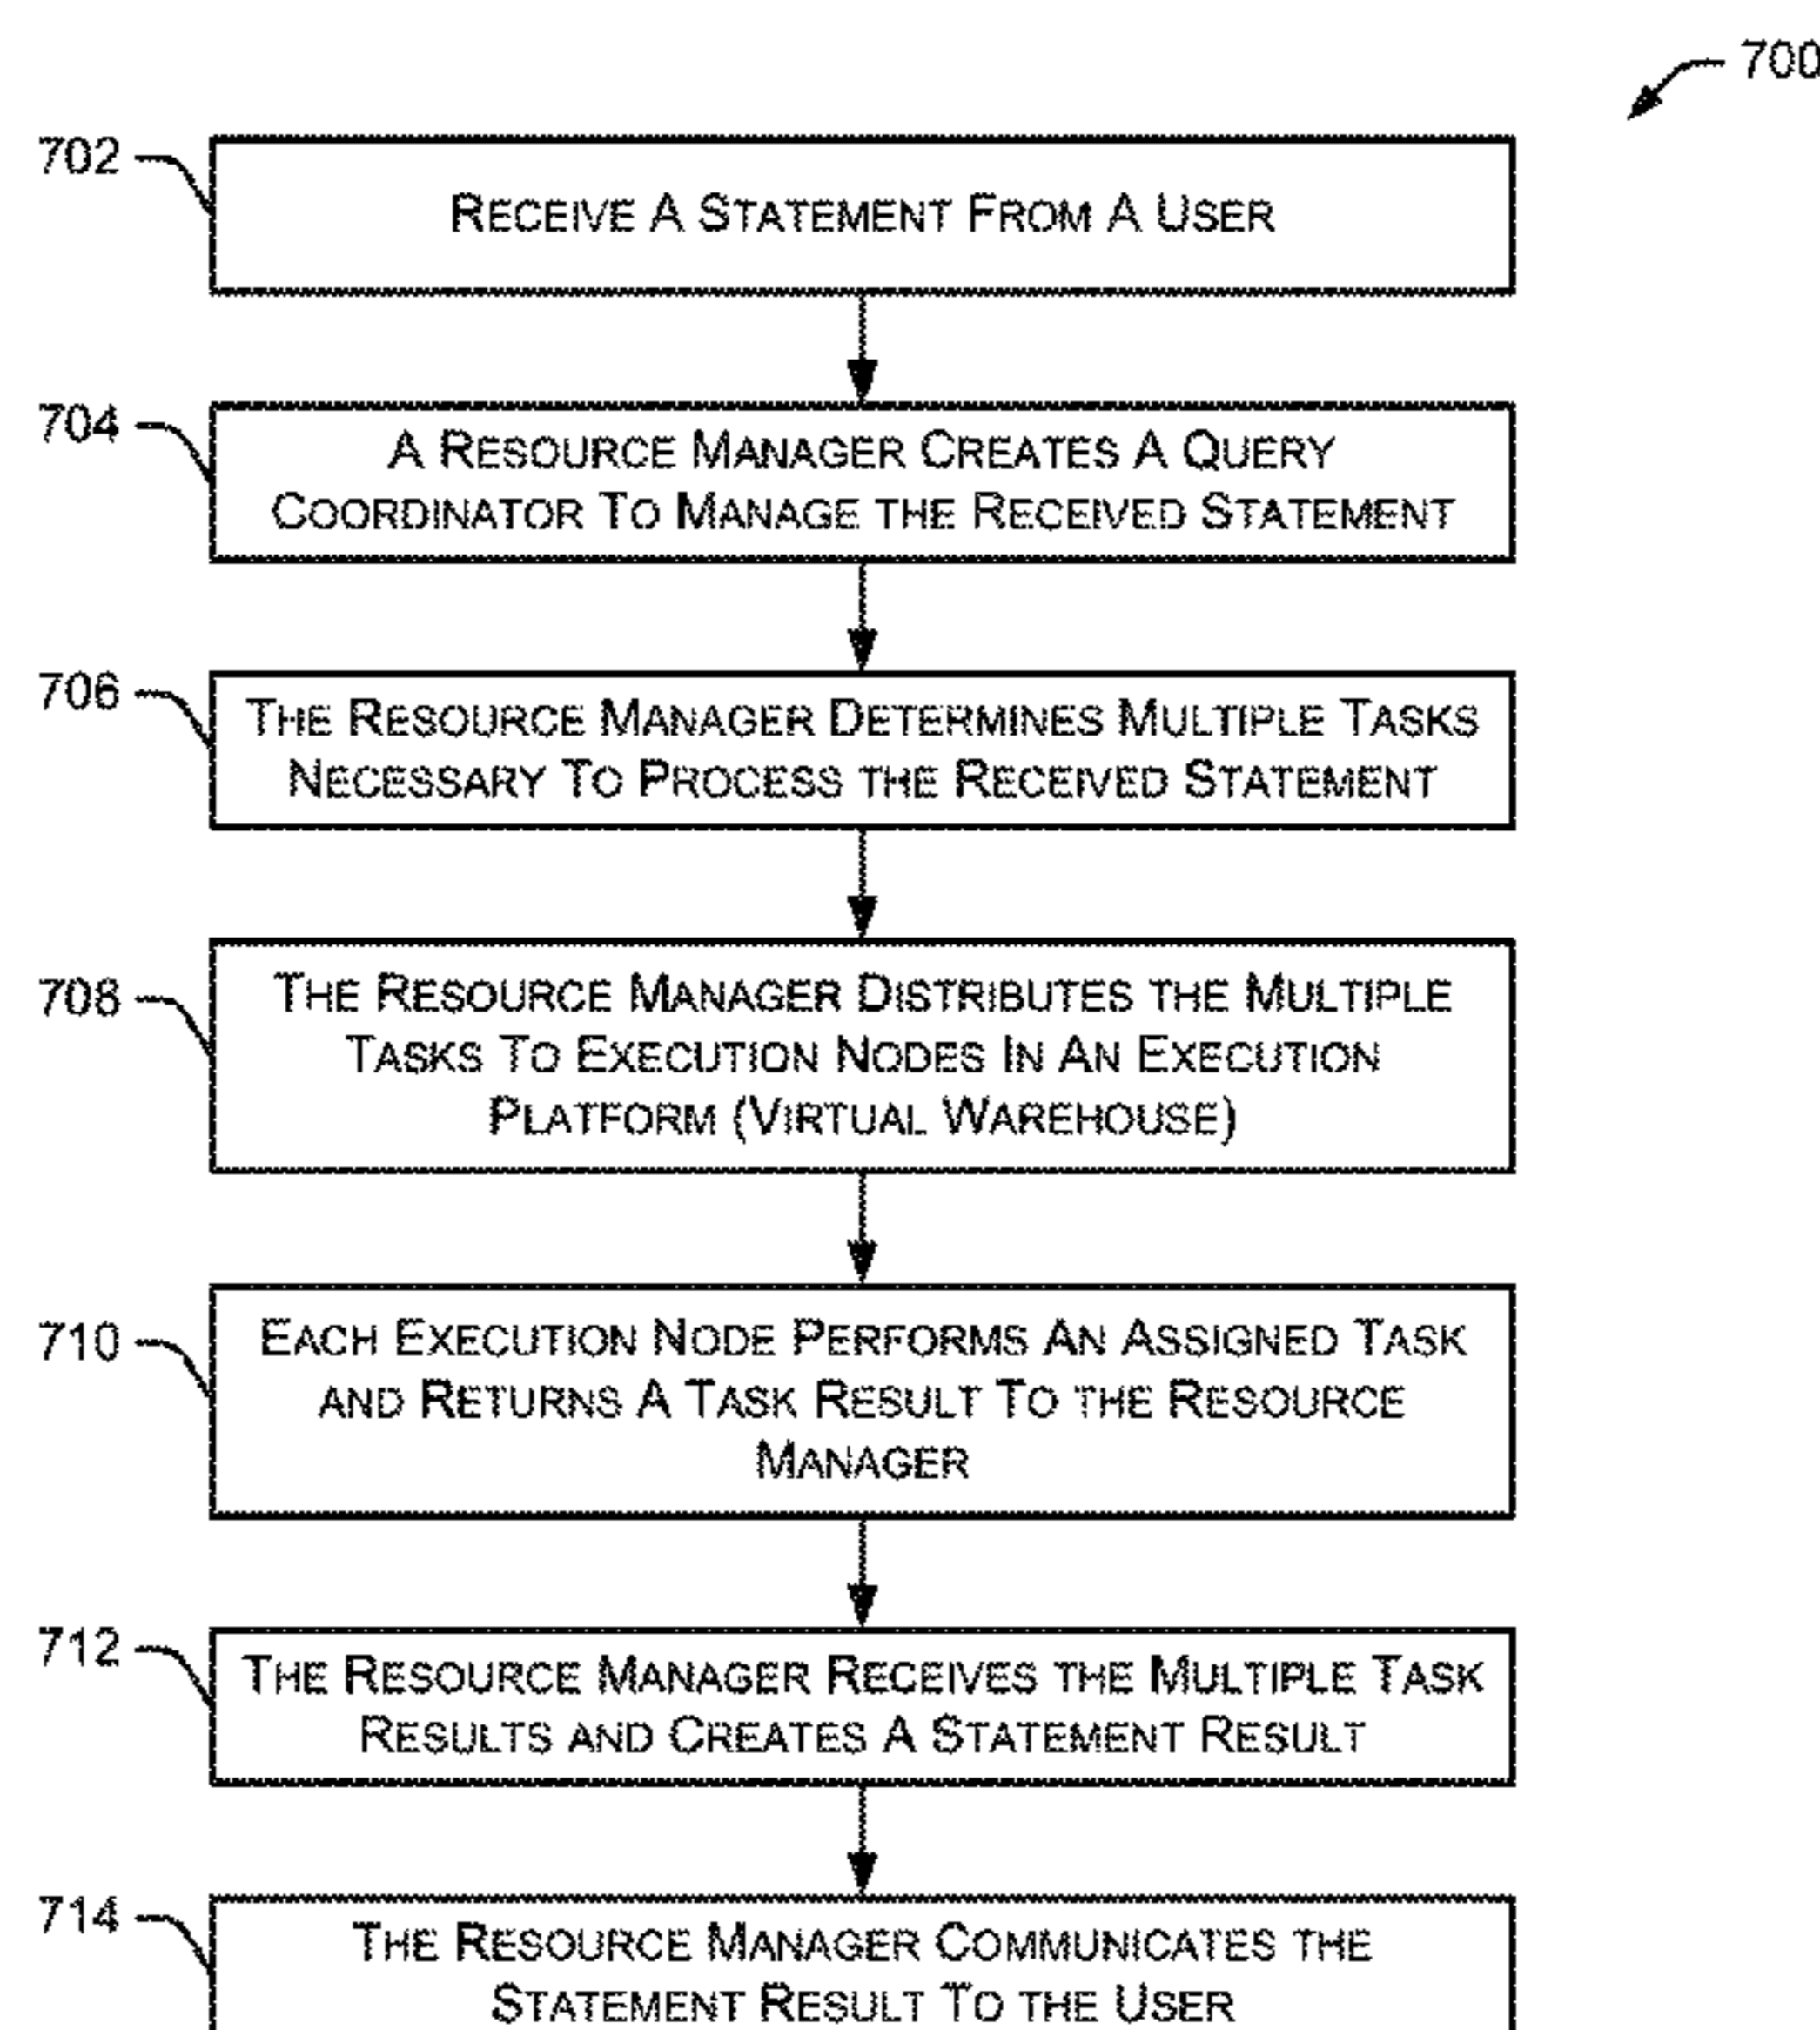 700
702
RECEIVE A STATEMENT FROM A USER
704
A RESOURCE MANAGER CREATES A QUERY
COORDINATOR TO MANAGE THE RECEIVED STATEMENT
706
THE RESOURCE MANAGER DETERMINES MULTIPLE TASKS
NECESSARY TO PROCESS THE RECEIVED STATEMENT
708
THE RESOURCE MANAGER DISTRIBUTES THE MULTIPLE
TASKS TO EXECUTION NODES IN AN EXECUTION
PLATFORM (VIRTUAL WAREHOUSE)
710
EACH EXECUTION NODE PERFORMS AN ASSIGNED TASK
AND RETURNS A TASK RESULT TO THE RESOURCE
MANAGER
712
THE RESOURCE MANAGER RECEIVES THE MULTIPLE TASK
RESULTS AND CREATES A STATEMENT RESULT
714
THE RESOURCE MANAGER COMMUNICATES THE
STATEMENT RESULT TO THE USER